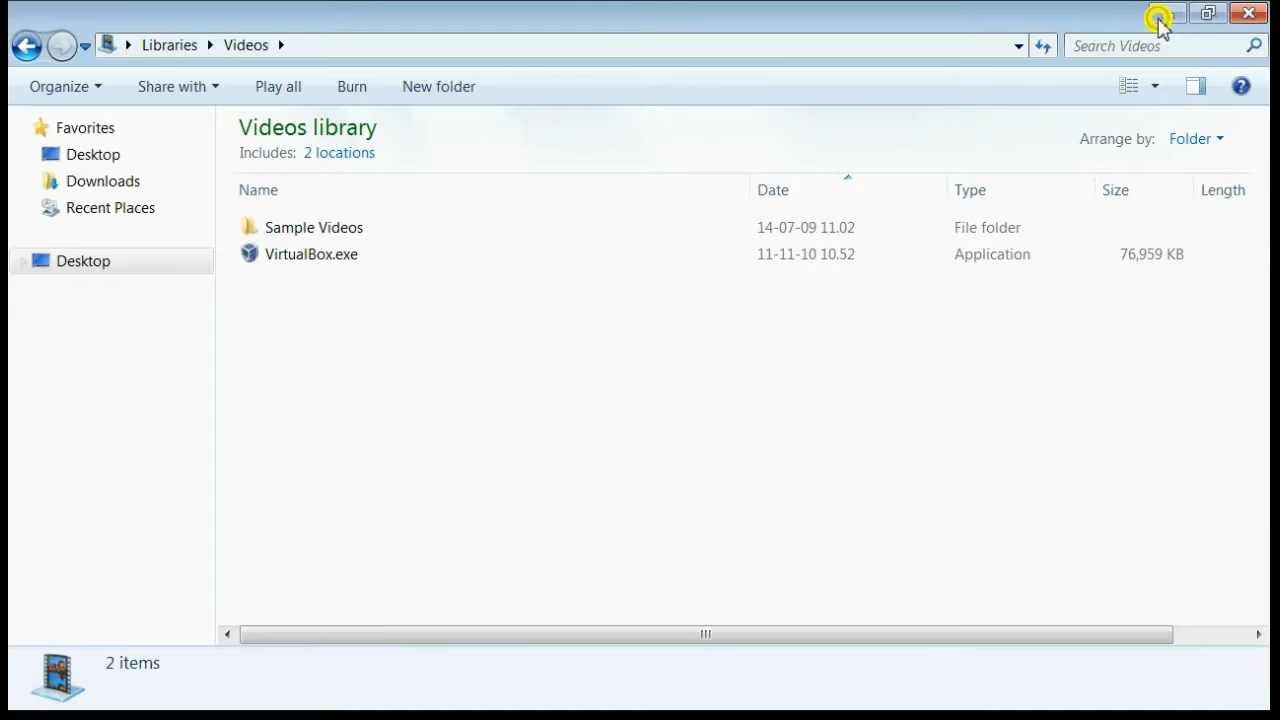 Libraries Videos
Search Videos
Organize Share with Play all Burn New folder
Favorites
Desktop
Downloads
Recent Places
Desktop
Videos library
Includes: 2 locations
Arrange by: Folder
Name Date Type Size Length
Sample Videos 14-07-09 11.02 File folder
VirtualBox.exe 11-11-10 10.52 Application 76,959 KB
2 items